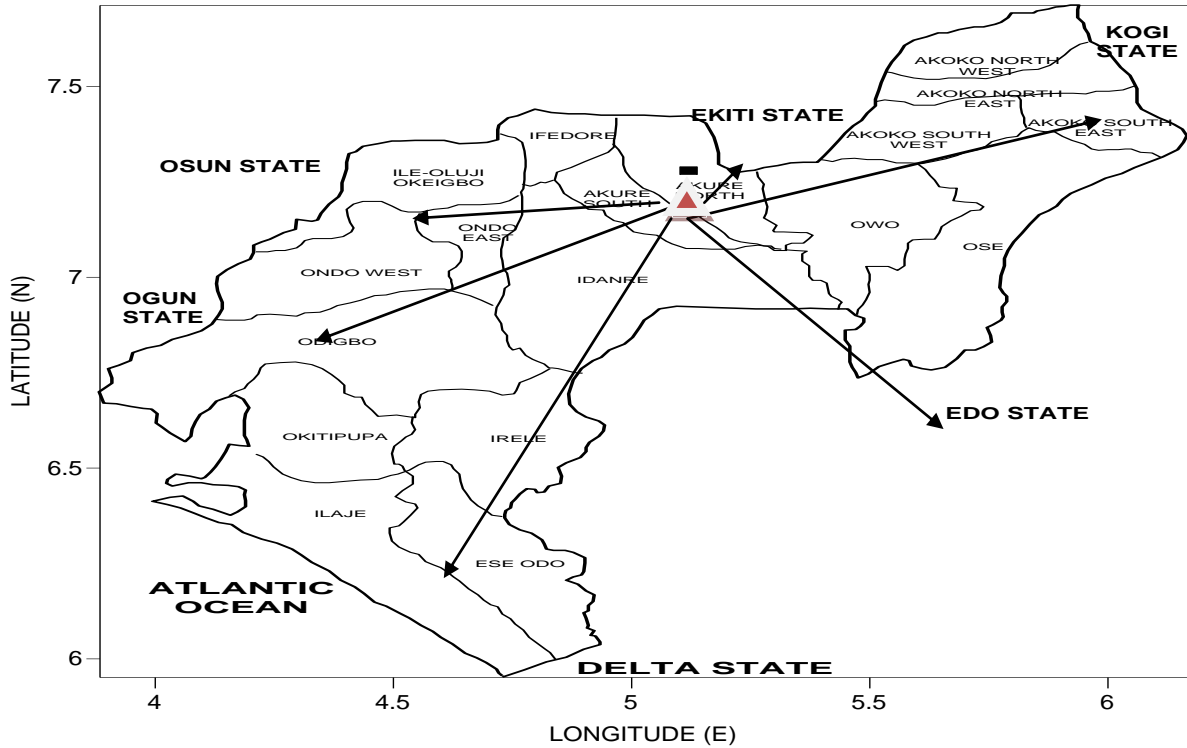 KOGI
STATE
AKOKO NORTH
WEST
7.5
AKOKO NORTH
EAST
EKITI STATE
AKOKO SOUTH
EAST
IFEDORE
AKOKO SOUTH
WEST
OSUN STATE
ILE-OLUJI
OKEIGBO
AKURE
NORTH
AKURE
SOUTH
OWO
ONDO
EAST
OSE
7
ONDO WEST
IDANRE
OGUN
STATE
LATITUDE (N)
ODIGBO
EDO STATE
OKITIPUPA
IRELE
6.5
ILAJE
ESE ODO
ATLANTIC
OCEAN
6
DELTA STATE
4
4.5
5
5.5
6
LONGITUDE (E)